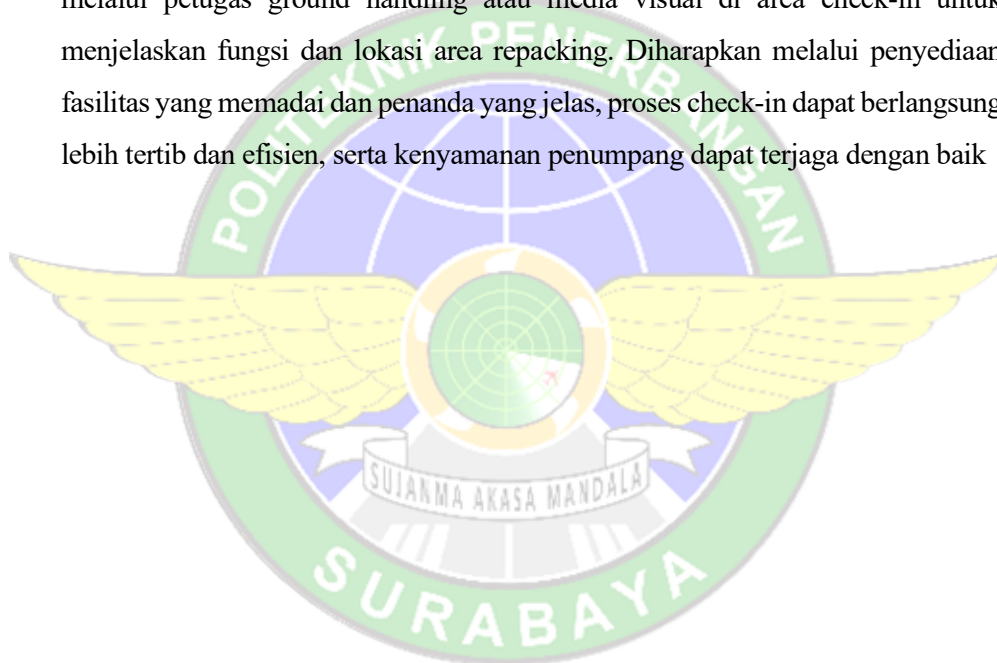 melalui petugas ground handling atau media visual di area check-in untuk
menjelaskan fungsi dan lokasi area repacking. Diharapkan melalui penyediaan
fasilitas yang memadai dan penanda yang jelas, proses check-in dapat berlangsung
lebih tertib dan efisien, serta kenyamanan penumpang dapat terjaga dengan baik
POLITEKNIK PENERBANGAN
SUJANMA AKASA MANDALA
SURABAYA